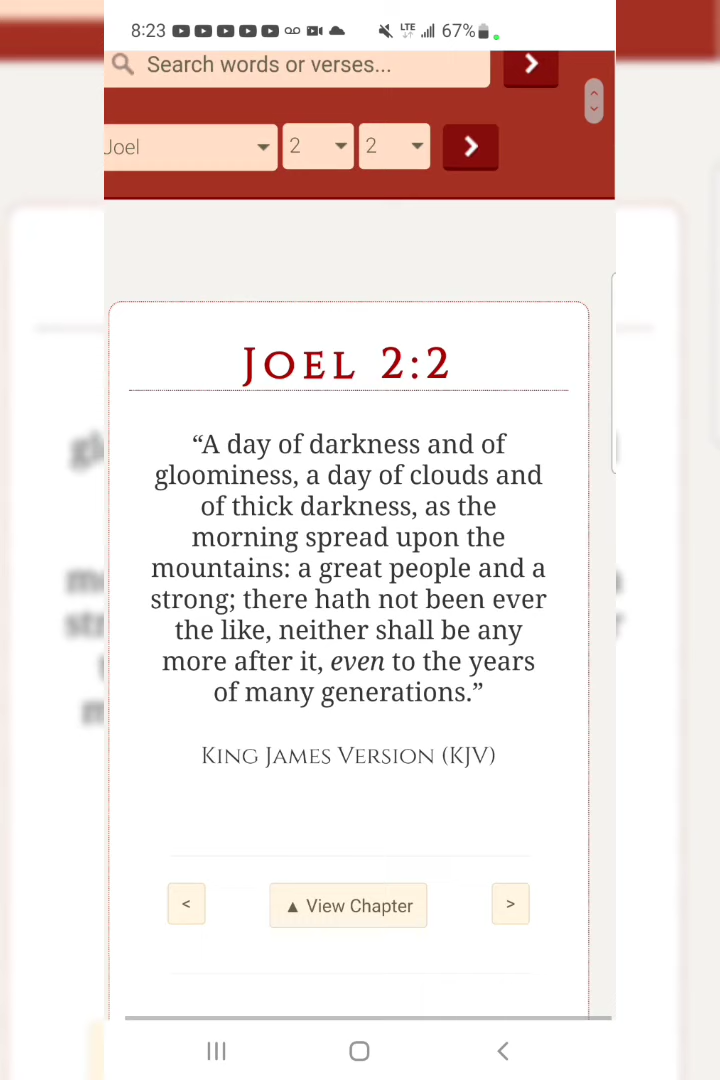 8:23 LTE 67%
Search words or verses...
Joel 2 2
JOEL 2:2
“A day of darkness and of
gloominess, a day of clouds and
of thick darkness, as the
morning spread upon the
mountains: a great people and a
strong; there hath not been ever
the like, neither shall be any
more after it, even to the years
of many generations.”
KING JAMES VERSION (KJV)
< ▲ View Chapter >